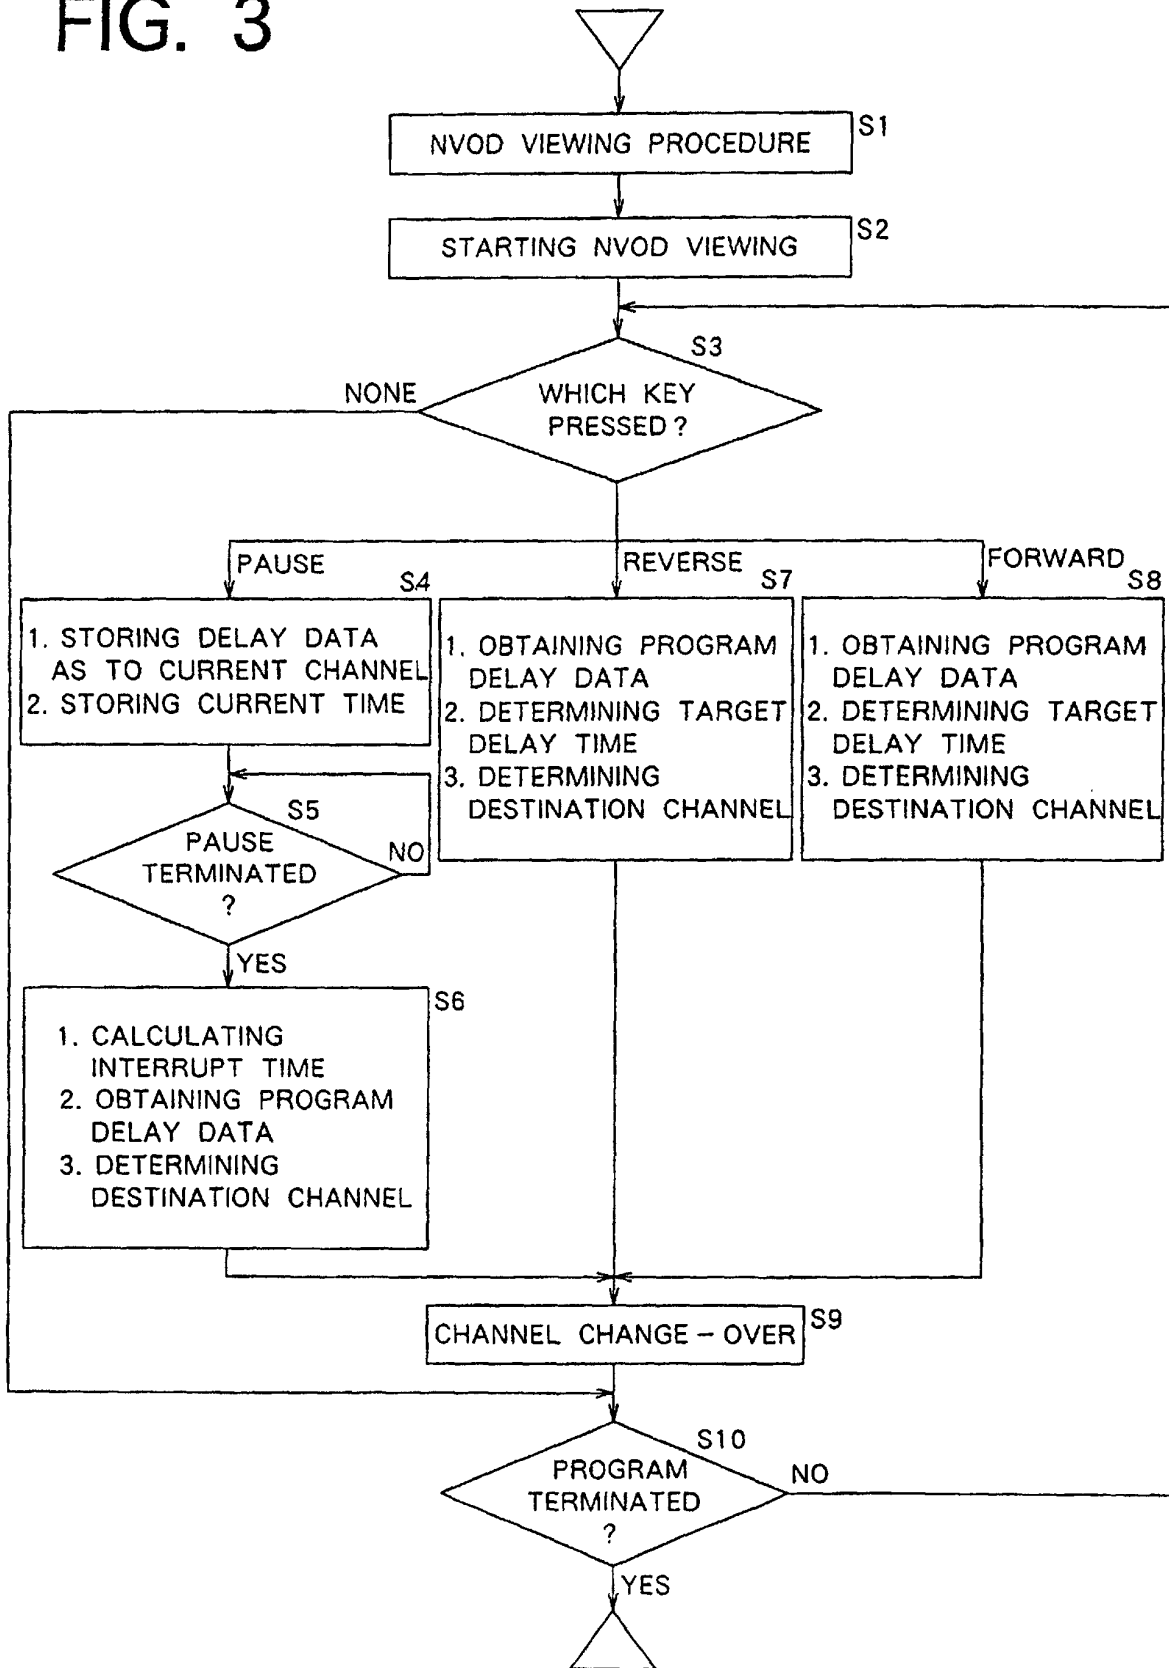 FIG. 3
NVOD VIEWING PROCEDURE
S1
STARTING NVOD VIEWING
S2
S3
WHICH KEY
PRESSED ?
NONE
PAUSE
REVERSE
FORWARD
S4
1. STORING DELAY DATA
AS TO CURRENT CHANNEL
2. STORING CURRENT TIME
S7
1. OBTAINING PROGRAM
DELAY DATA
2. DETERMINING TARGET
DELAY TIME
3. DETERMINING
DESTINATION CHANNEL
S8
1. OBTAINING PROGRAM
DELAY DATA
2. DETERMINING TARGET
DELAY TIME
3. DETERMINING
DESTINATION CHANNEL
S5
PAUSE
TERMINATED
?
NO
YES
S6
1. CALCULATING
INTERRUPT TIME
2. OBTAINING PROGRAM
DELAY DATA
3. DETERMINING
DESTINATION CHANNEL
CHANNEL CHANGE - OVER
S9
S10
PROGRAM
TERMINATED
?
NO
YES